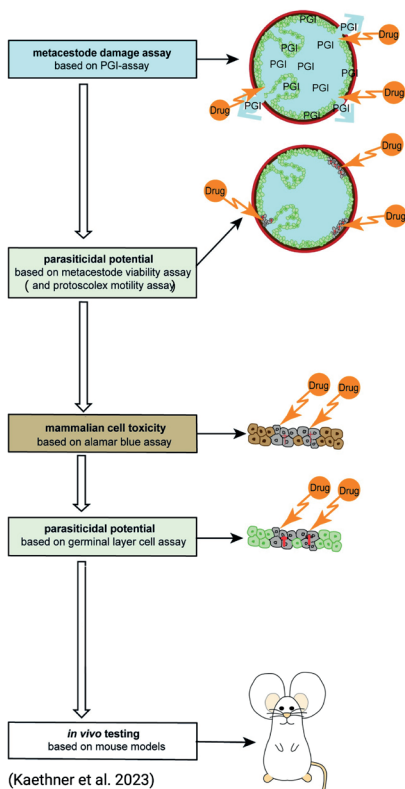 metacestode damage assay
based on PGI-assay
PGI
PGI
PGI
PGI
PGI
PGI
PGI
PGI
PGI
PGI
PGI
Drug
Drug
Drug
Drug
Drug
Drug
parasiticidal potential
based on metacestode viability assay
( and protoscolex motility assay)
mammalian cell toxicity
based on alamar blue assay
Drug
Drug
parasiticidal potential
based on germinal layer cell assay
Drug
Drug
in vivo testing
based on mouse models
(Kaethner et al. 2023)